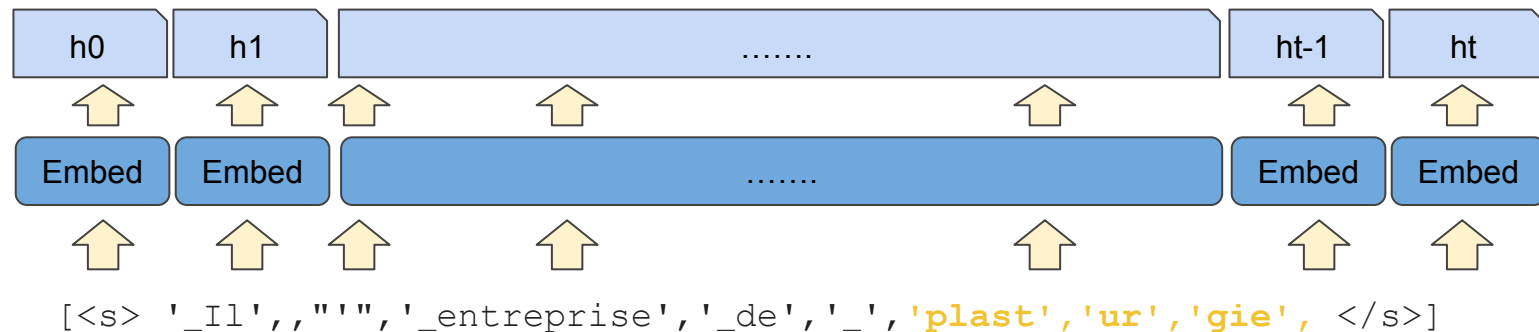 h0 h1 ....... ht-1 ht
Embed Embed ....... Embed Embed
[<s> '_Il',,"'",'_entreprise','_de','_','plast','ur','gie', </s>]